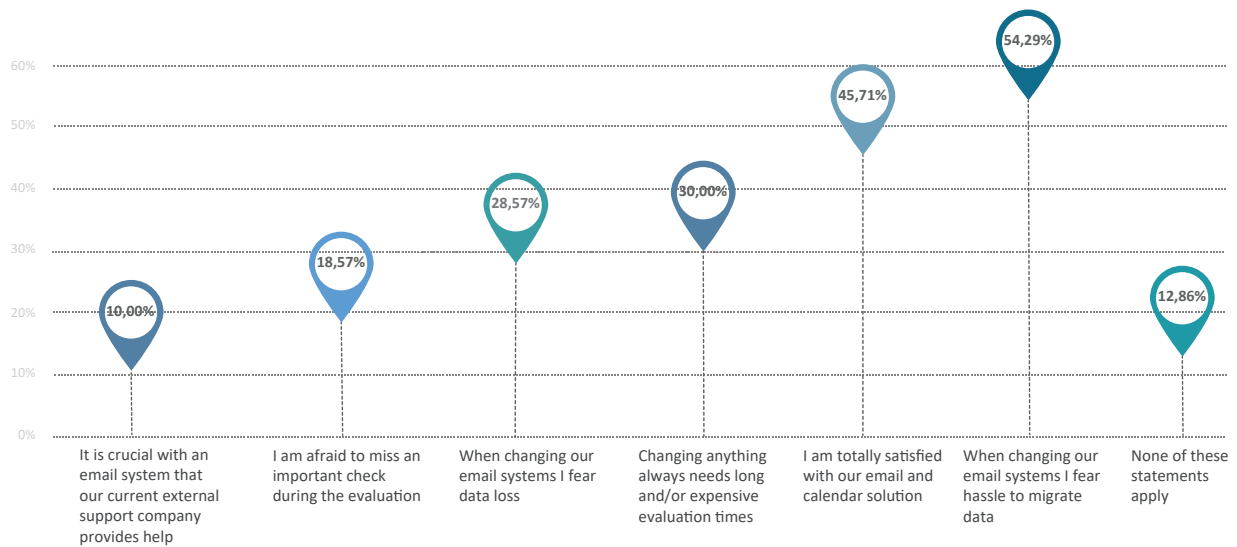 60%
50%
40%
30%
20%
10%
0%
10,00%
18,57%
28,57%
30,00%
45,71%
54,29%
12,86%
It is crucial with an
email system that
our current external
support company
provides help
I am afraid to miss an
important check
during the evaluation
When changing our
email systems I fear
data loss
Changing anything
always needs long
and/or expensive
evaluation times
I am totally satisfied
with our email and
calendar solution
When changing our
email systems I fear
hassle to migrate
data
None of these
statements
apply